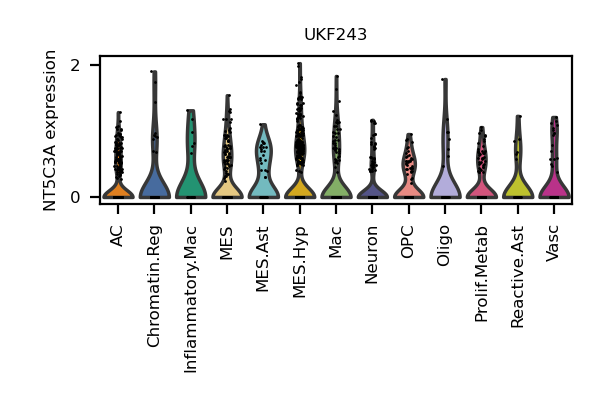 UKF243
NT5C3A expression
2
0
AC
Chromatin.Reg
Inflammatory.Mac
MES
MES.Ast
MES.Hyp
Mac
Neuron
OPC
Oligo
Prolif.Metab
Reactive.Ast
Vasc